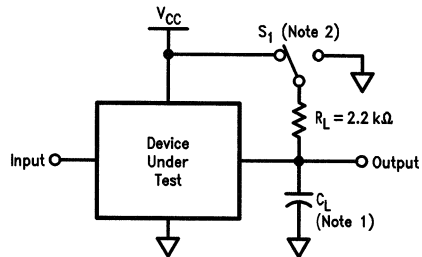 VCC
S1 (Note 2)
RL = 2.2 kΩ
Device
Under
Test
Input
Output
CL
(Note 1)